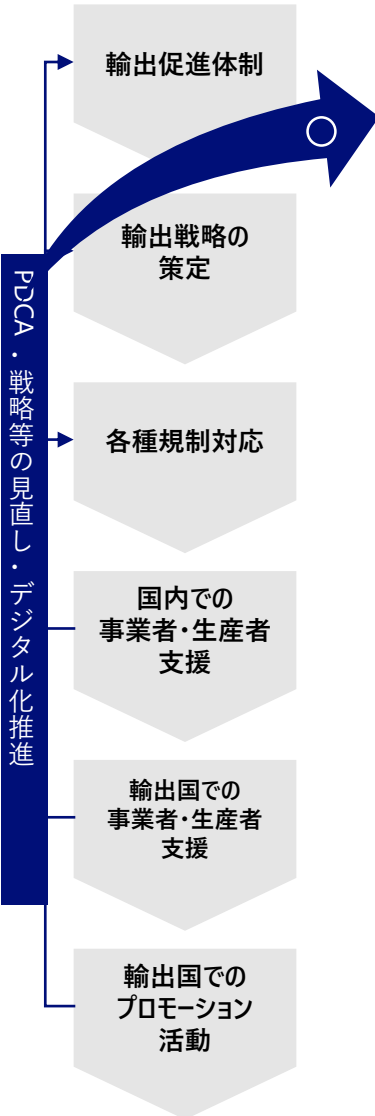 輸出促進体制
輸出戦略の
策定
PDCA・戦略等の見直し・デジタル化推進
各種規制対応
国内での
事業者・生産者
支援
輸出国での
事業者・生産者
支援
輸出国での
プロモーション
活動